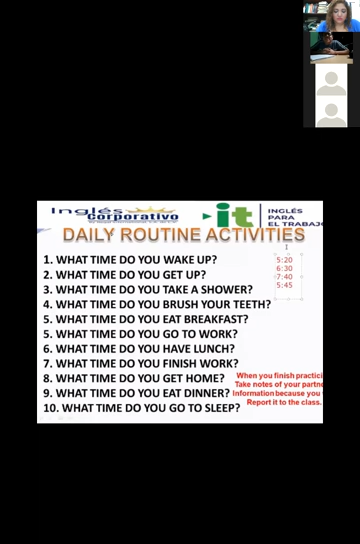 Inglés
Corporativo
it
INGLÉS
PARA
EL TRABAJO
DAILY ROUTINE ACTIVITIES
1. WHAT TIME DO YOU WAKE UP?
2. WHAT TIME DO YOU GET UP?
3. WHAT TIME DO YOU TAKE A SHOWER?
4. WHAT TIME DO YOU BRUSH YOUR TEETH?
5. WHAT TIME DO YOU EAT BREAKFAST?
5. WHAT TIME DO YOU GO TO WORK?
6. WHAT TIME DO YOU HAVE LUNCH?
7. WHAT TIME DO YOU FINISH WORK?
8. WHAT TIME DO YOU GET HOME?
9. WHAT TIME DO YOU EAT DINNER?
10. WHAT TIME DO YOU GO TO SLEEP?
5:20
6:30
7:40
5:45
When you finish practici
Take notes of your partne
Information because you
Report it to the class.